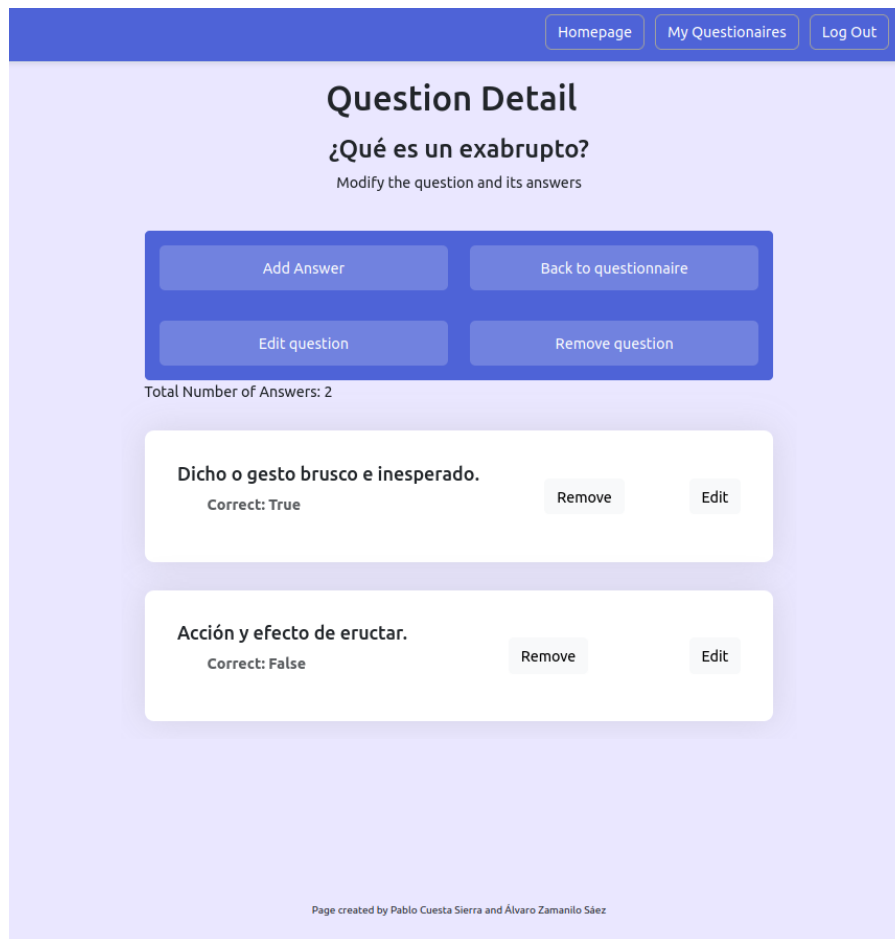 Homepage
My Questionaires
Log Out
Question Detail
¿Qué es un exabrupto?
Modify the question and its answers
Add Answer
Back to questionnaire
Edit question
Remove question
Total Number of Answers: 2
Dicho o gesto brusco e inesperado.
Correct: True
Remove
Edit
Acción y efecto de eructar.
Correct: False
Remove
Edit
Page created by Pablo Cuesta Sierra and Álvaro Zamanilo Sáez